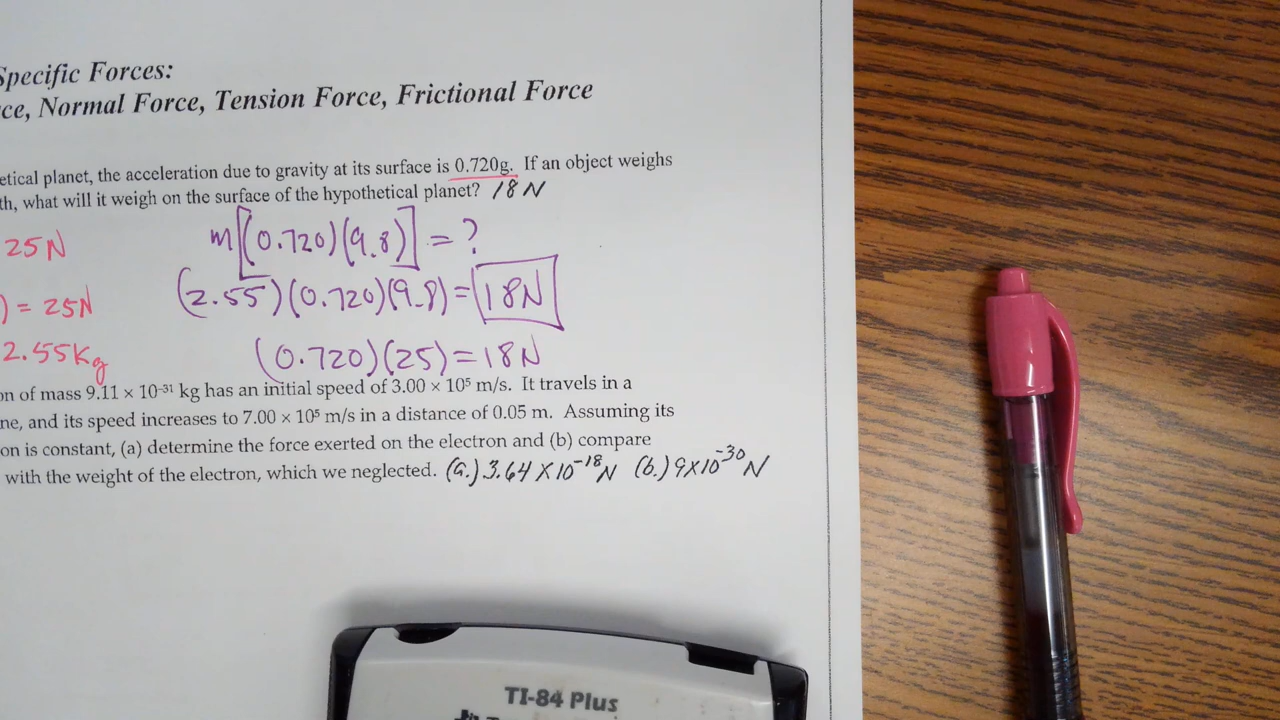 Specific Forces:
ce, Normal Force, Tension Force, Frictional Force
etical planet, the acceleration due to gravity at its surface is 0.720g. If an object weighs
th, what will it weigh on the surface of the hypothetical planet? 18N
25N
m[(0.720)(9.8)] = ?
) = 25N
(2.55)(0.720)(9.8) = 18N
2.55kg
(0.720)(25) = 18N
on of mass 9.11 × 10⁻³¹ kg has an initial speed of 3.00 × 10⁵ m/s. It travels in a
ne, and its speed increases to 7.00 × 10⁵ m/s in a distance of 0.05 m. Assuming its
on is constant, (a) determine the force exerted on the electron and (b) compare
with the weight of the electron, which we neglected. (a.) 3.64 X10⁻¹⁸N (b.) 9X10⁻³⁰N
TI-84 Plus